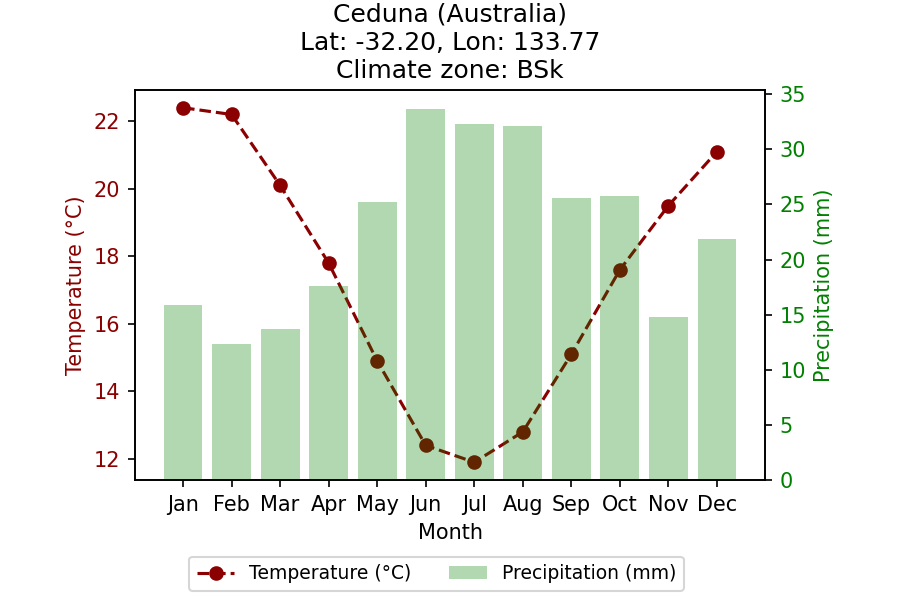 Ceduna (Australia)
Lat: -32.20, Lon: 133.77
Climate zone: BSk
Temperature (°C)
22
20
18
16
14
12
35
30
25
20
15
10
5
0
Precipitation (mm)
Jan Feb Mar Apr May Jun Jul Aug Sep Oct Nov Dec
Month
Temperature (°C) Precipitation (mm)